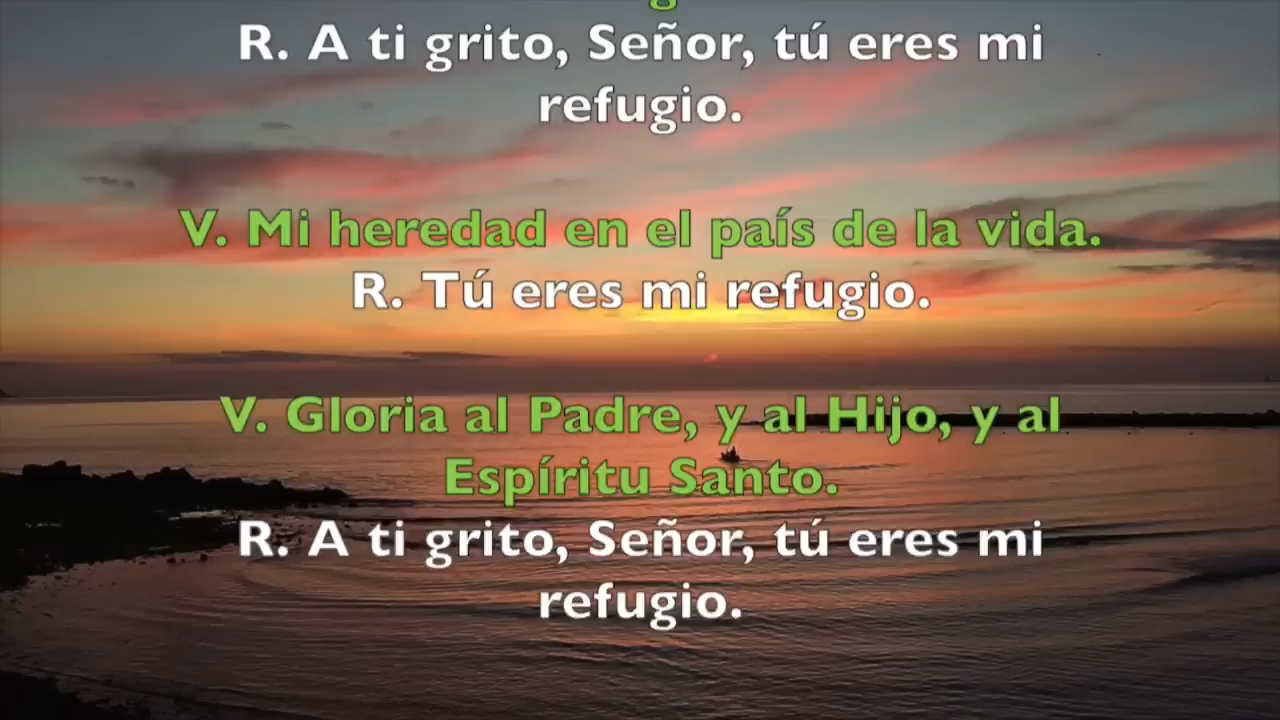 R. A ti grito, Señor, tú eres mi
refugio.
V. Mi heredad en el país de la vida.
R. Tú eres mi refugio.
V. Gloria al Padre, y al Hijo, y al
Espíritu Santo.
R. A ti grito, Señor, tú eres mi
refugio.